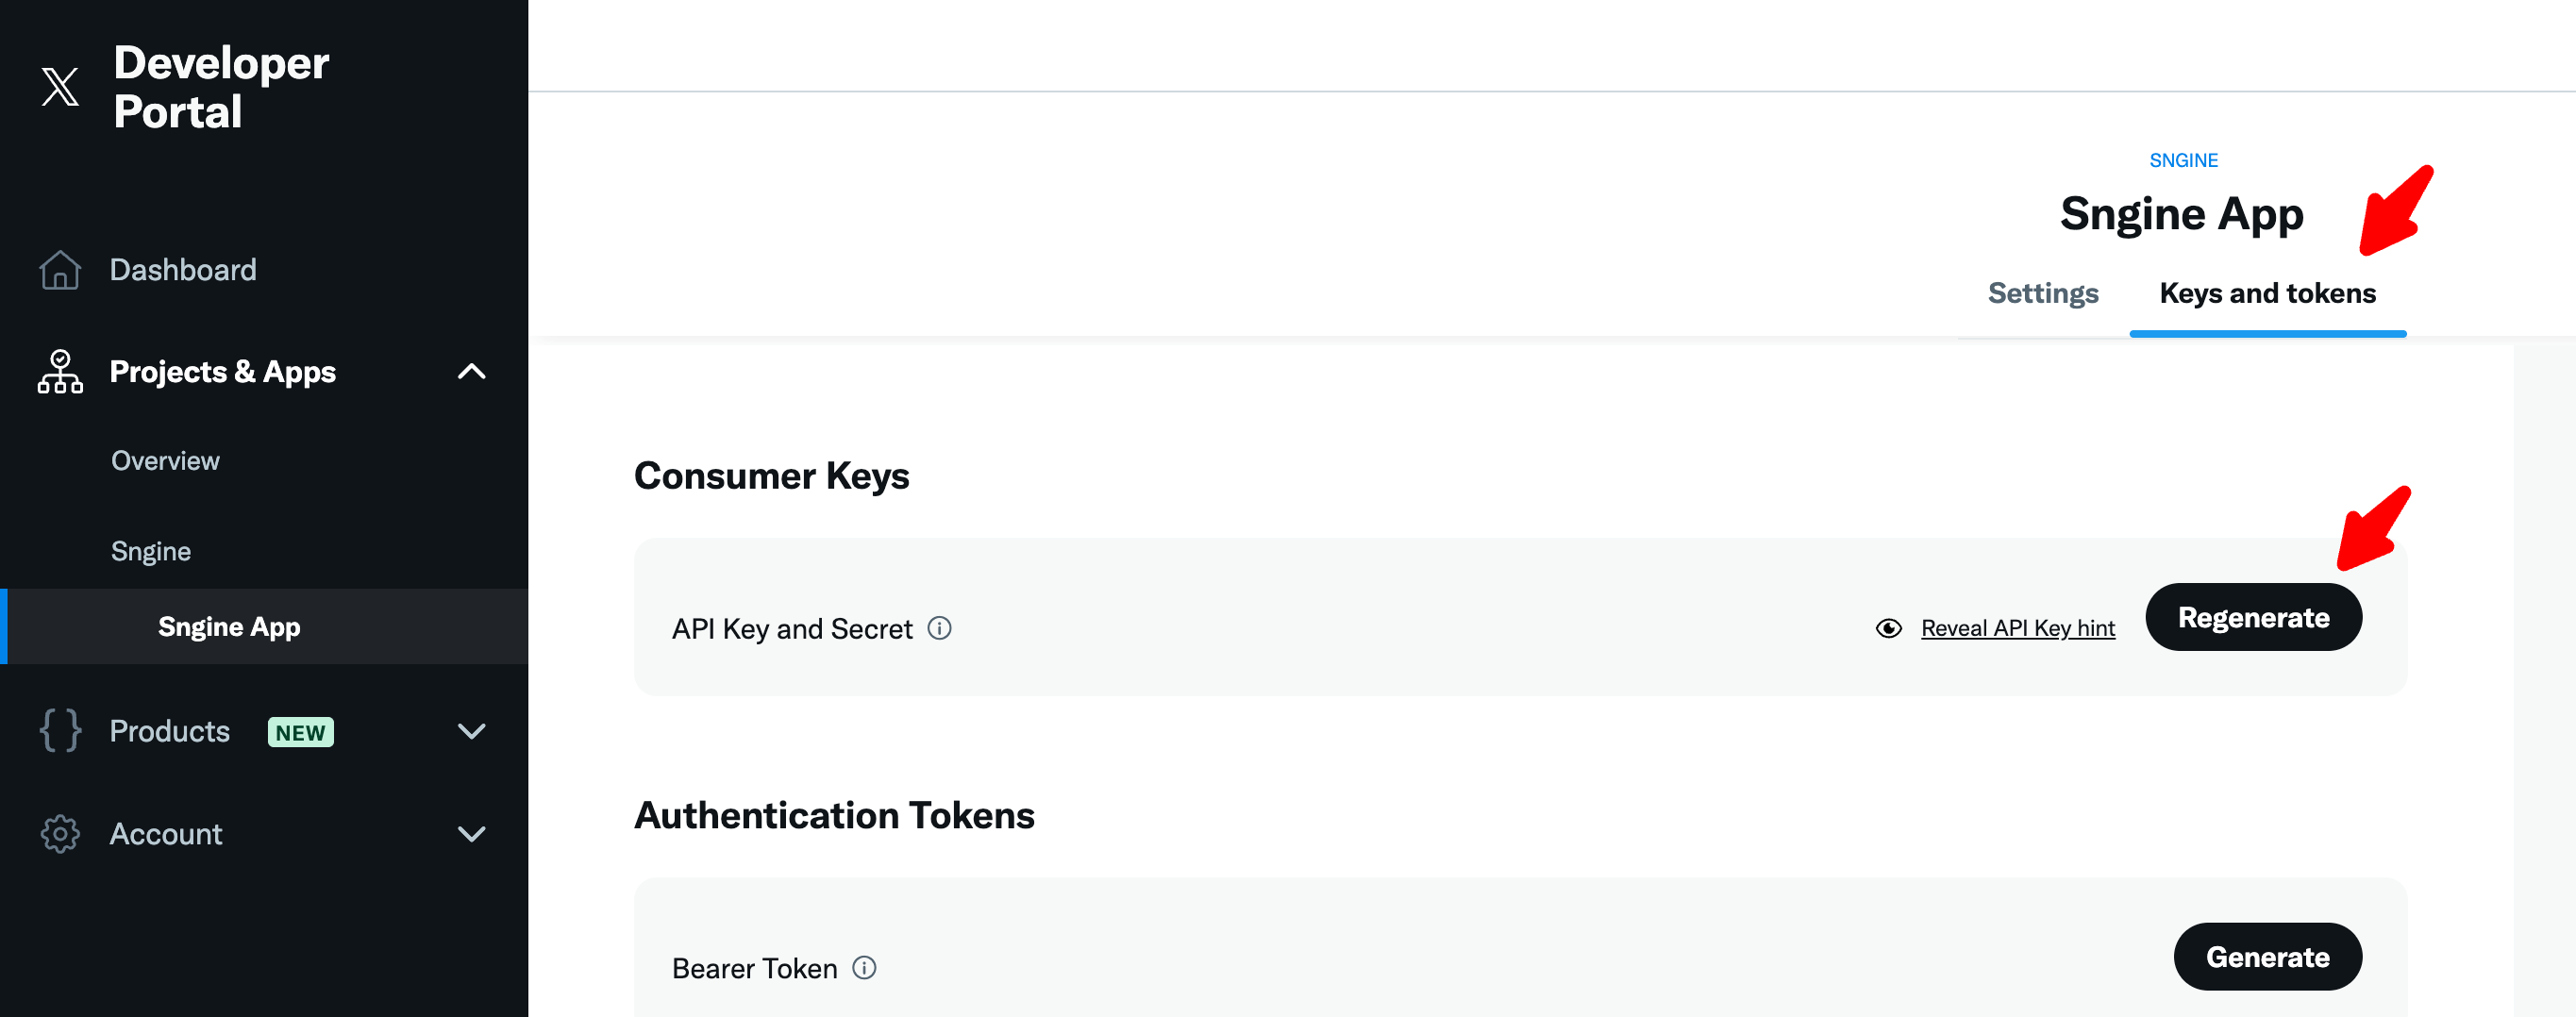 Developer
Portal
Dashboard
Projects & Apps
Overview
Sngine
Sngine App
Products NEW
Account
SNGINE
Sngine App
Settings Keys and tokens
Consumer Keys
API Key and Secret Reveal API Key hint Regenerate
Authentication Tokens
Bearer Token Generate